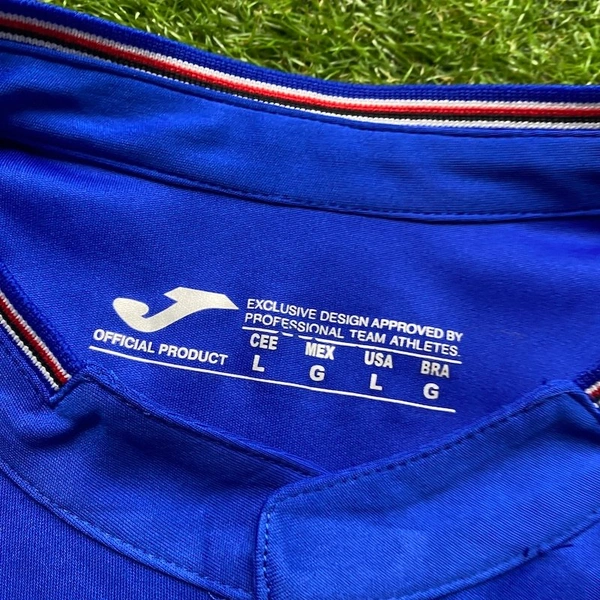 EXCLUSIVE DESIGN APPROVED BY
PROFESSIONAL TEAM ATHLETES.
OFFICIAL PRODUCT
CEE MEX USA BRA
L G L G